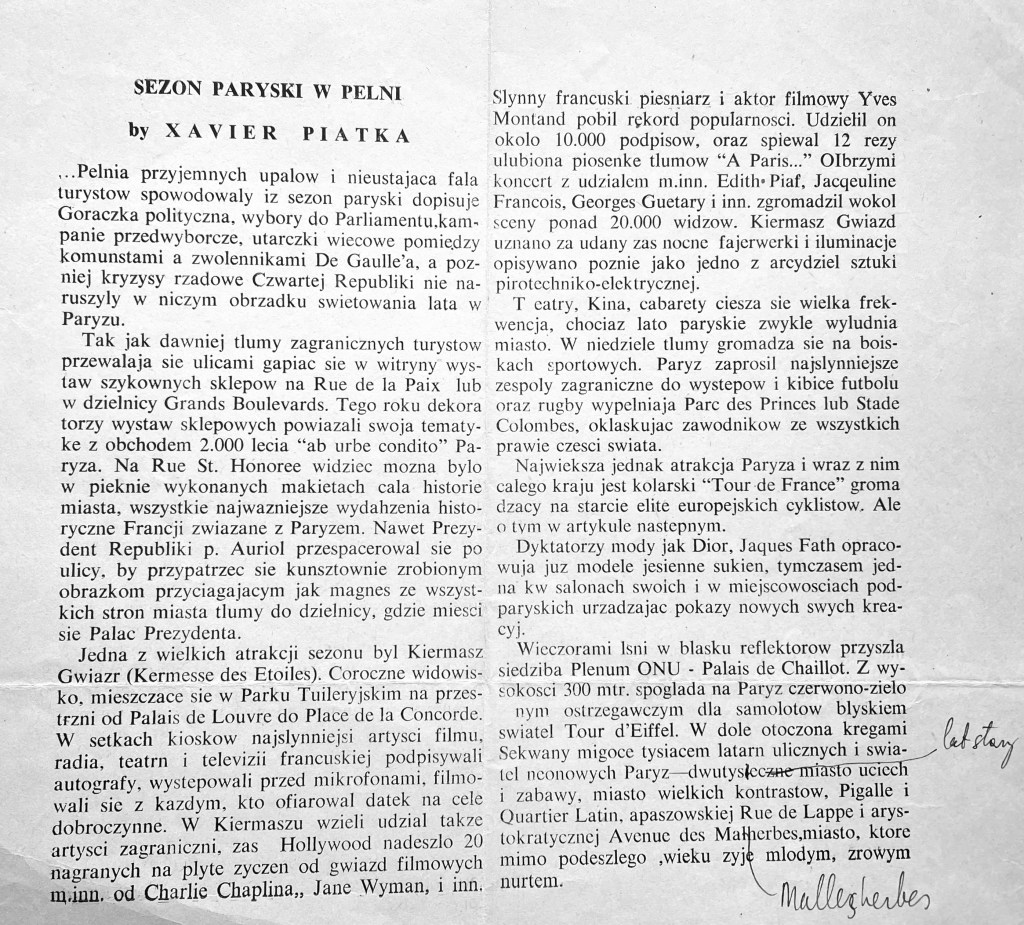 SEZON PARYSKI W PELNI
by XAVIER PIATKA
...Pelnia przyjemnych upalow i nieustajaca fala
turystow spowodowaly iz sezon paryski dopisuje
Goraczka polityczna, wybory do Parliamentu,kam-
panie przedwyborcze, utarczki wiecowe pomiędzy
komunstami a zwolennikami De Gaulle'a, a poz-
niej kryzysy rzadowe Czwartej Republiki nie na-
ruszyly w niczym obrzadku swietowania lata w
Paryzu.
Tak jak dawniej tlumy zagranicznych turystow
przewalaja sie ulicami gapiac sie w witryny wys-
taw szykownych sklepow na Rue de la Paix lub
w dzielnicy Grands Boulevards. Tego roku dekora
torzy wystaw sklepowych powiazali swoja tematy-
ke z obchodem 2.000 lecia "ab urbe condito" Pa-
ryza. Na Rue St. Honoree widziec mozna bylo
w pieknie wykonanych makietach cala historie
miasta, wszystkie najwazniejsze wydahzenia histo-
ryczne Francji zwiazane z Paryzem. Nawet Prezy-
dent Republiki p. Auriol przespacerowal sie po
ulicy, by przypatrzec sie kunsztownie zrobionym
obrazkom przyciagajacym jak magnes ze wszyst-
kich stron miasta tlumy do dzielnicy, gdzie miesci
sie Palac Prezydenta.
Jedna z wielkich atrakcji sezonu byl Kiermasz
Gwiazr (Kermesse des Etoiles). Coroczne widowis-
ko, mieszczace sie w Parku Tuileryjskim na przes-
trzni od Palais de Louvre do Place de la Concorde.
W setkach kioskow najslynniejsi artysci filmu,
radia, teatrn i televizii francuskiej podpisywali
autografy, wystepowali przed mikrofonami, filmo-
wali sie z kazdym, kto ofiarowal datek na cele
dobroczynne. W Kiermaszu wzieli udzial takze
artysci zagraniczni, zas Hollywood nadeszlo 20
nagranych na plyte zyczen od gwiazd filmowych
m.inn. od Charlie Chaplina,, Jane Wyman, i inn.
Slynny francuski piesniarz i aktor filmowy Yves
Montand pobil rękord popularnosci. Udzielil on
okolo 10.000 podpisow, oraz spiewal 12 rezy
ulubiona piosenke tlumow "A Paris..." OIbrzymi
koncert z udzialem m.inn. Edith Piaf, Jacqeuline
Francois, Georges Guetary i inn. zgromadzil wokol
sceny ponad 20.000 widzow. Kiermasz Gwiazd
uznano za udany zas nocne fajerwerki i iluminacje
opisywano poznie jako jedno z arcydziel sztuki
pirotechniko-elektrycznej.
T eatry, Kina, cabarety ciesza sie wielka frek-
wencja, chociaz lato paryskie zwykle wyludnia
miasto. W niedziele tlumy gromadza sie na bois-
kach sportowych. Paryz zaprosil najslynniejsze
zespoly zagraniczne do wystepow i kibice futbolu
oraz rugby wypelniaja Parc des Princes lub Stade
Colombes, oklaskujac zawodnikow ze wszystkich
prawie czesci swiata.
Najwieksza jednak atrakcja Paryza i wraz z nim
calego kraju jest kolarski "Tour de France" groma
dzacy na starcie elite europejskich cyklistow. Ale
o tym w artykule nastepnym.
Dyktatorzy mody jak Dior, Jaques Fath opraco-
wuja juz modele jesienne sukien, tymczasem jed-
na kw salonach swoich i w miejscowosciach pod-
paryskich urzadzajac pokazy nowych swych krea-
cyj.
Wieczorami lsni w blasku reflektorow przyszla
siedziba Plenum ONU - Palais de Chaillot. Z wy-
sokosci 300 mtr. spoglada na Paryz czerwono-zielo
nym ostrzegawczym dla samolotow blyskiem
swiatel Tour d'Eiffel. W dole otoczona kregami
Sekwany migoce tysiacem latarn ulicznych i swia-
tel neonowych Paryz—dwutysieczne miasto uciech
lat stary
i zabawy, miasto wielkich kontrastow, Pigalle i
Quartier Latin, apaszowskiej Rue de Lappe i arys-
tokratycznej Avenue des Matherbes,miasto, ktore
mimo podeszlego ,wieku zyje mlodym, zrowym
nurtem.
Mallesherbes